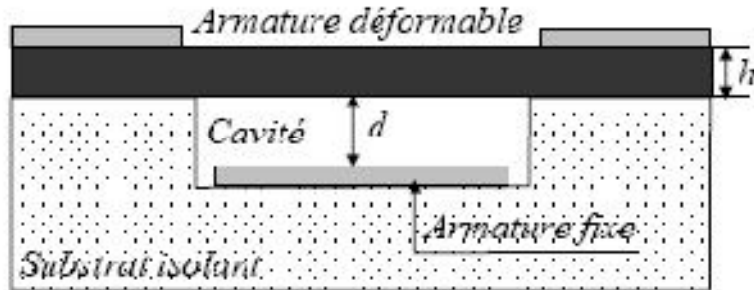 Armature déformable
h
Cavité
d
Armature fixe
Substrat isolant